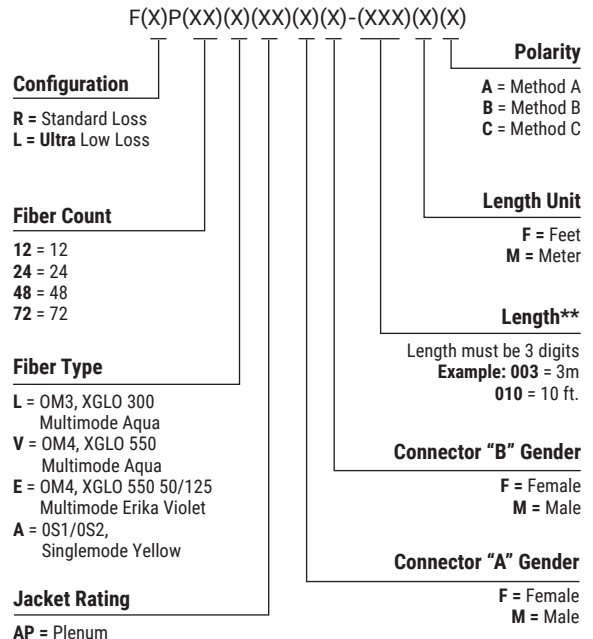 F(X)P(XX)(X)(XX)(X)(X)-(XXX)(X)(X)
Configuration
R = Standard Loss
L = Ultra Low Loss
Fiber Count
12 = 12
24 = 24
48 = 48
72 = 72
Fiber Type
L = OM3, XGLO 300
Multimode Aqua
V = OM4, XGLO 550
Multimode Aqua
E = OM4, XGLO 550 50/125
Multimode Erika Violet
A = 0S1/0S2,
Singlemode Yellow
Jacket Rating
AP = Plenum
Polarity
A = Method A
B = Method B
C = Method C
Length Unit
F = Feet
M = Meter
Length**
Length must be 3 digits
Example: 003 = 3m
010 = 10 ft.
Connector “B” Gender
F = Female
M = Male
Connector “A” Gender
F = Female
M = Male